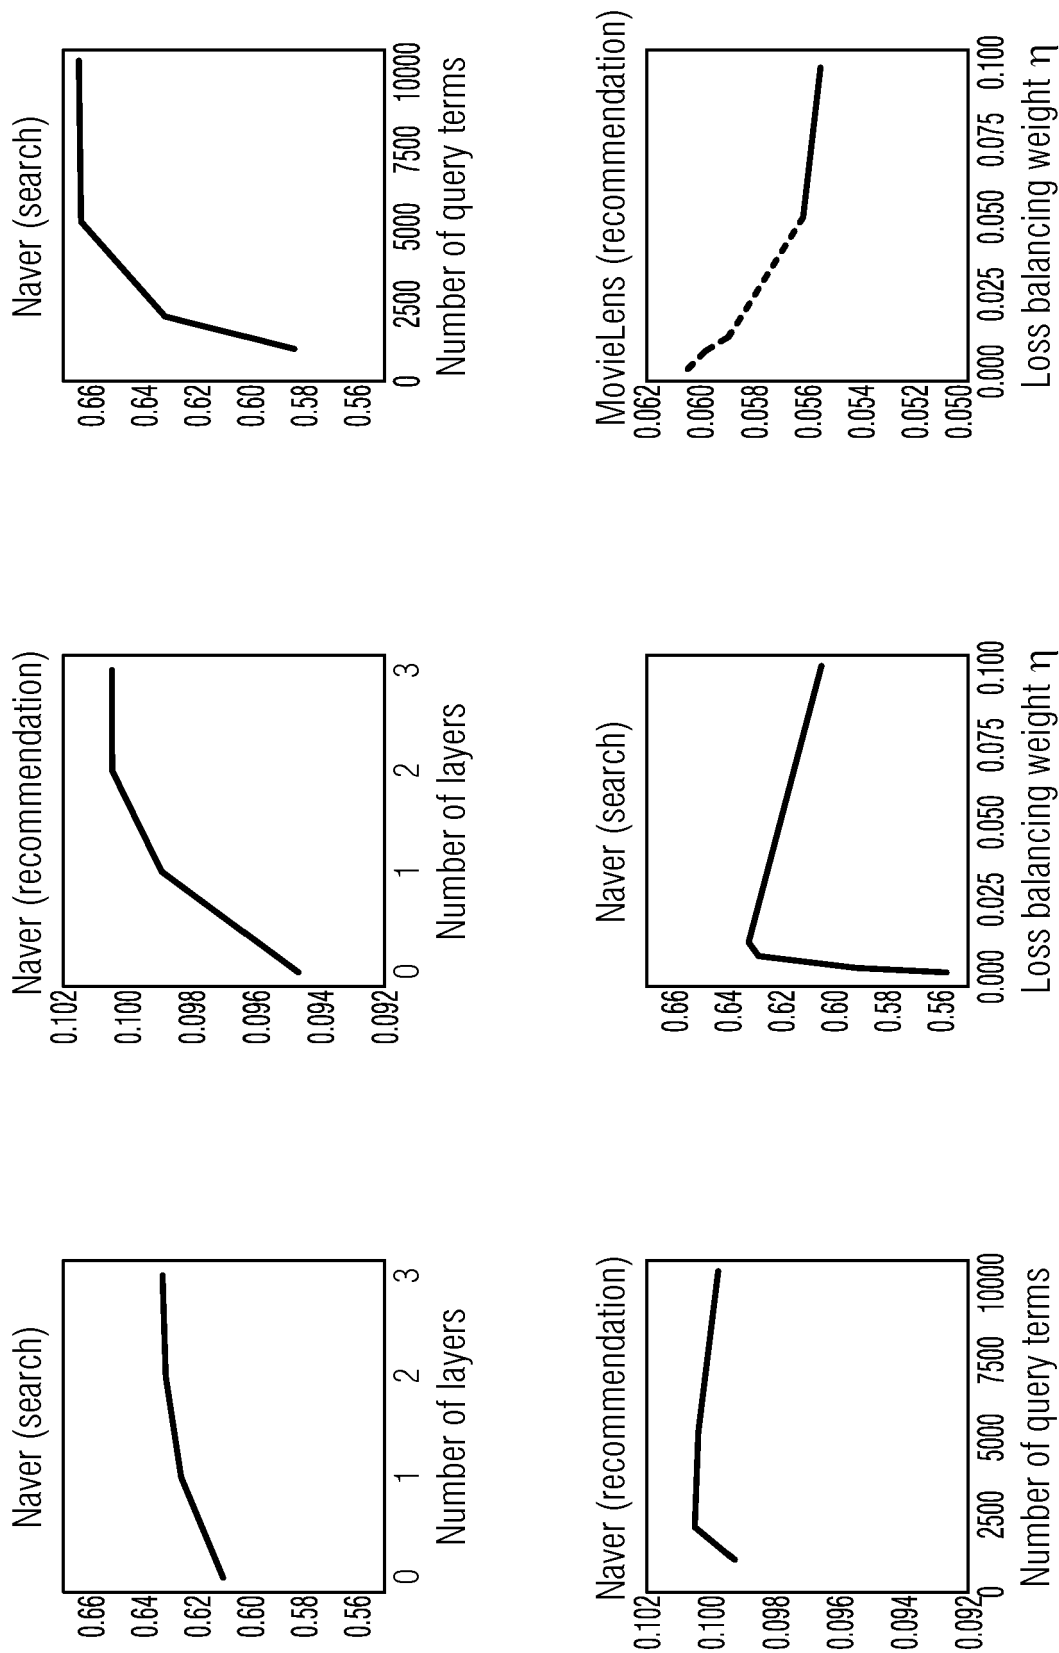 Naver (search)
0.66
0.64
0.62
0.60
0.58
0.56
0 1 2 3
Number of layers
Naver (recommendation)
0.102
0.100
0.098
0.096
0.094
0.092
0 1 2 3
Number of layers
Naver (search)
0.66
0.64
0.62
0.60
0.58
0.56
0 2500 5000 7500 10000
Number of query terms
Naver (recommendation)
0.102
0.100
0.098
0.096
0.094
0.092
0 2500 5000 7500 10000
Number of query terms
Naver (search)
0.66
0.64
0.62
0.60
0.58
0.56
0.000 0.025 0.050 0.075 0.100
Loss balancing weight η
MovieLens (recommendation)
0.062
0.060
0.058
0.056
0.054
0.052
0.050
0.000 0.025 0.050 0.075 0.100
Loss balancing weight η